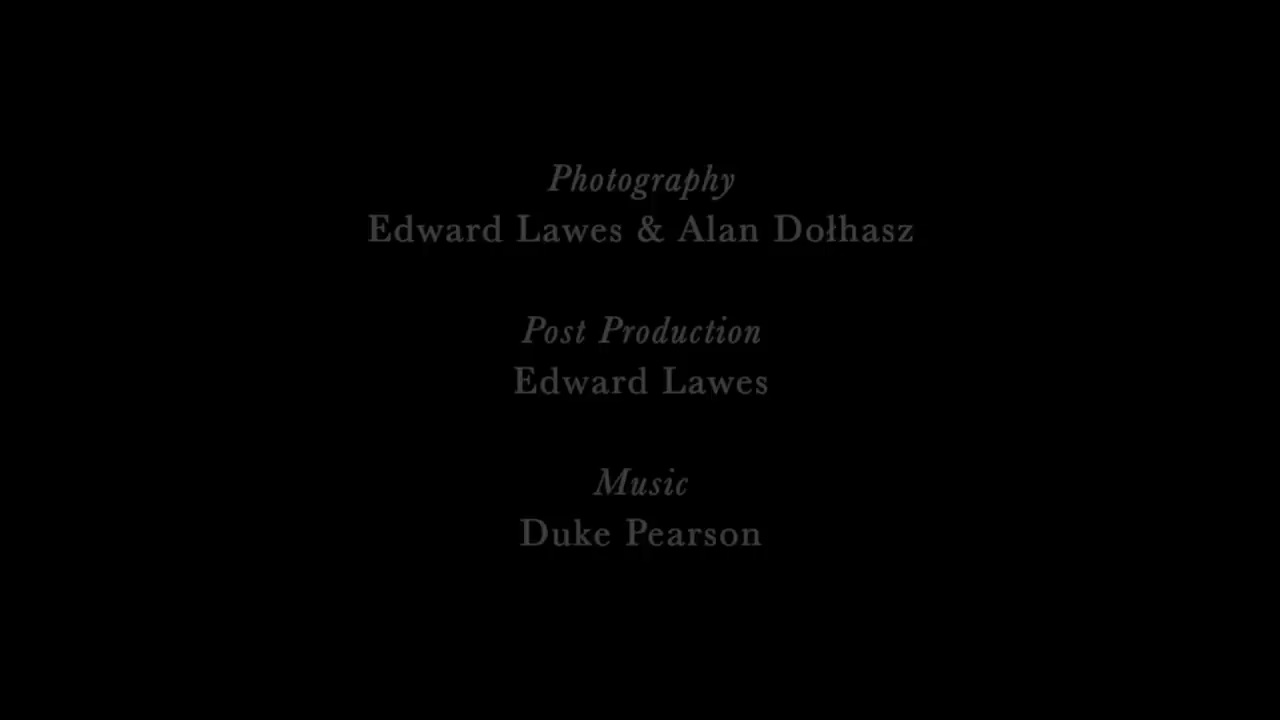 Photography
Edward Lawes & Alan Dołhasz
Post Production
Edward Lawes
Music
Duke Pearson